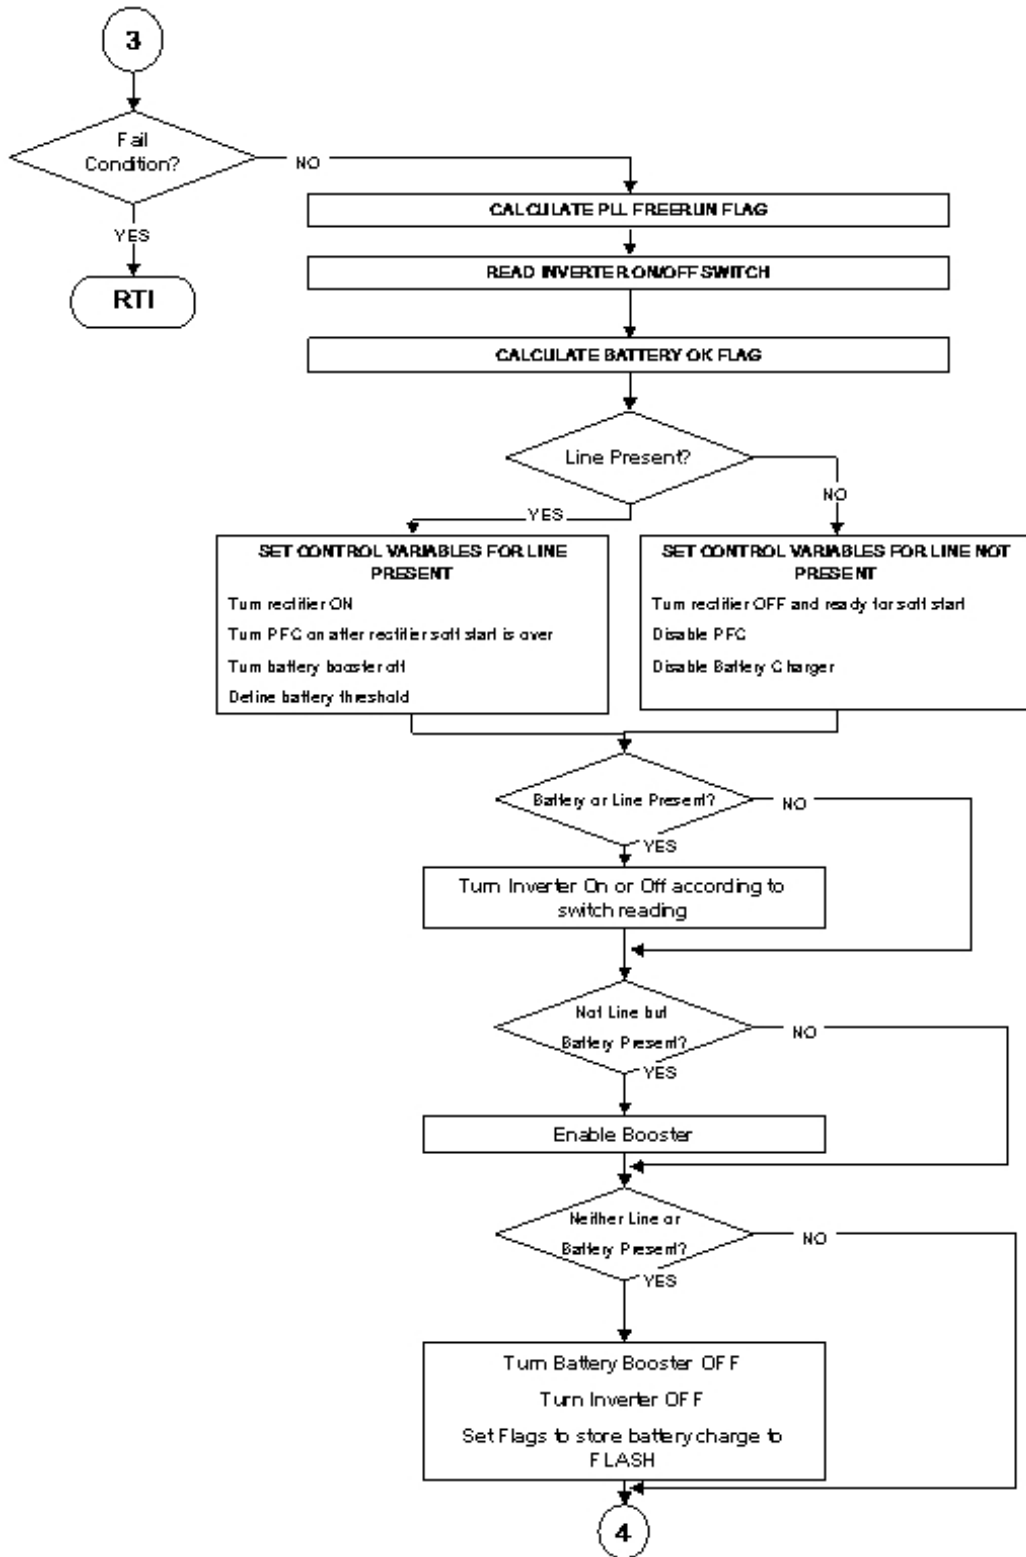 3
Fail
Condition?
NO
YES
RTI
CALCULATE PLL FREERUN FLAG
READ INVERTER ON/OFF SWITCH
CALCULATE BATTERY OK FLAG
Line Present?
YES
NO
SET CONTROL VARIABLES FOR LINE
PRESENT
Turn rectifier ON
Turn PFC on after rectifier soft start is over
Turn battery booster off
Define battery threshold
SET CONTROL VARIABLES FOR LINE NOT
PRESENT
Turn rectifier OFF and ready for soft start
Disable PFC
Disable Battery Charger
Battery or Line Present?
NO
YES
Turn Inverter On or Off according to
switch reading
Not Line but
Battery Present?
NO
YES
Enable Booster
Neither Line or
Battery Present?
NO
YES
Turn Battery Booster OFF
Turn Inverter OFF
Set Flags to store battery charge to
FLASH
4